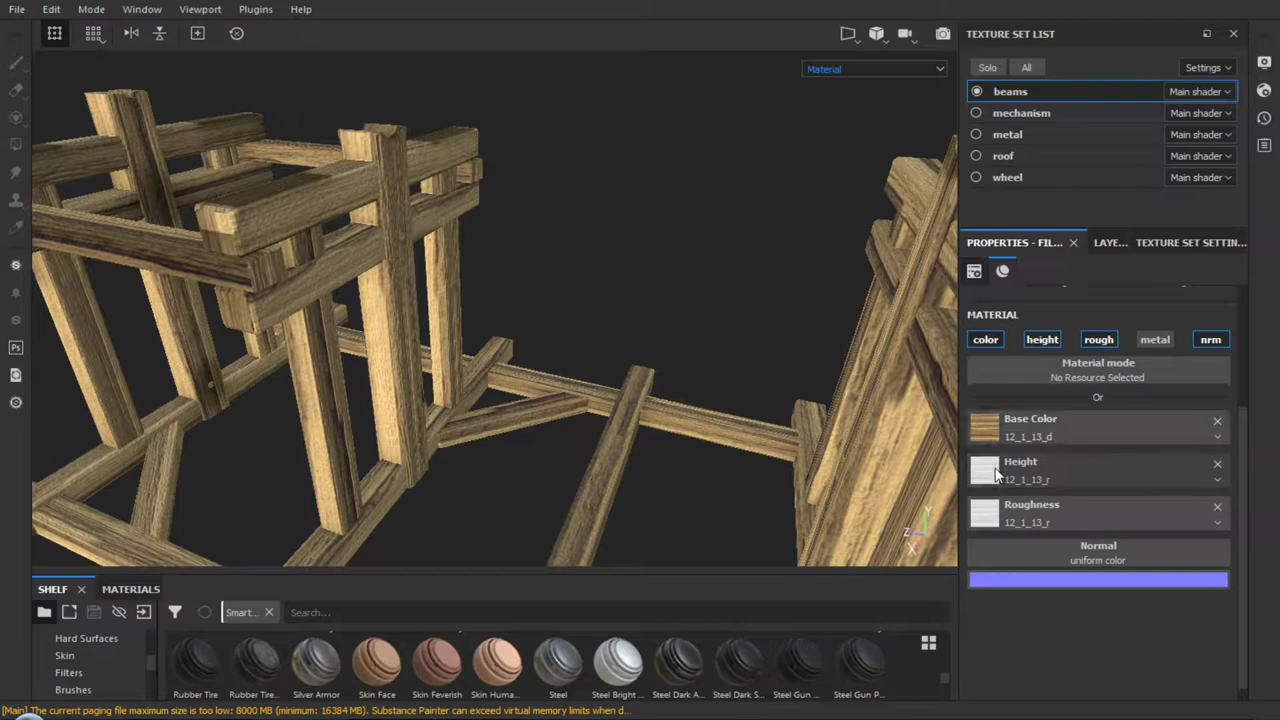 File Edit Mode Window Viewport Plugins Help
Material
TEXTURE SET LIST
Solo All Settings
beams Main shader
mechanism Main shader
metal Main shader
roof Main shader
wheel Main shader
PROPERTIES - FIL... LAYE... TEXTURE SET SETTIN...
MATERIAL
color height rough metal nrm
Material mode
No Resource Selected
Or
Base Color
12_1_13_d
Height
12_1_13_r
Roughness
12_1_13_r
Normal
uniform color
Y
Z
X
Ps
SHELF MATERIALS
Smart... Search...
Hard Surfaces
Skin
Filters
Brushes
Rubber Tire Rubber Tire... Silver Armor Skin Face Skin Feverish Skin Huma... Steel Steel Bright ... Steel Dark A... Steel Dark S... Steel Gun ... Steel Gun P...
[Main] The current paging file maximum size is too low: 8000 MB (minimum: 16384 MB). Substance Painter can exceed virtual memory limits when d...